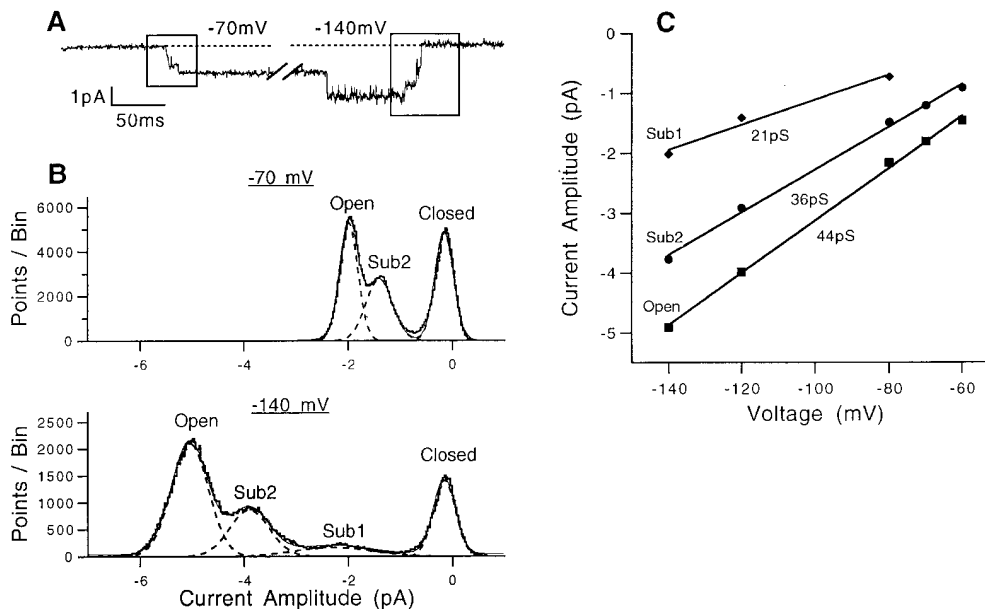 A
-70mV
-140mV
1pA
50ms
B
-70 mV
Open
Sub2
Closed
Points / Bin
6000
4000
2000
0
-6
-4
-2
0
-140 mV
Open
Sub2
Sub1
Closed
Points / Bin
2500
2000
1500
1000
500
0
-6
-4
-2
0
Current Amplitude (pA)
C
Current Amplitude (pA)
0
-1
-2
-3
-4
-5
Sub1
21pS
Sub2
36pS
44pS
Open
-140
-120
-100
-80
-60
Voltage (mV)